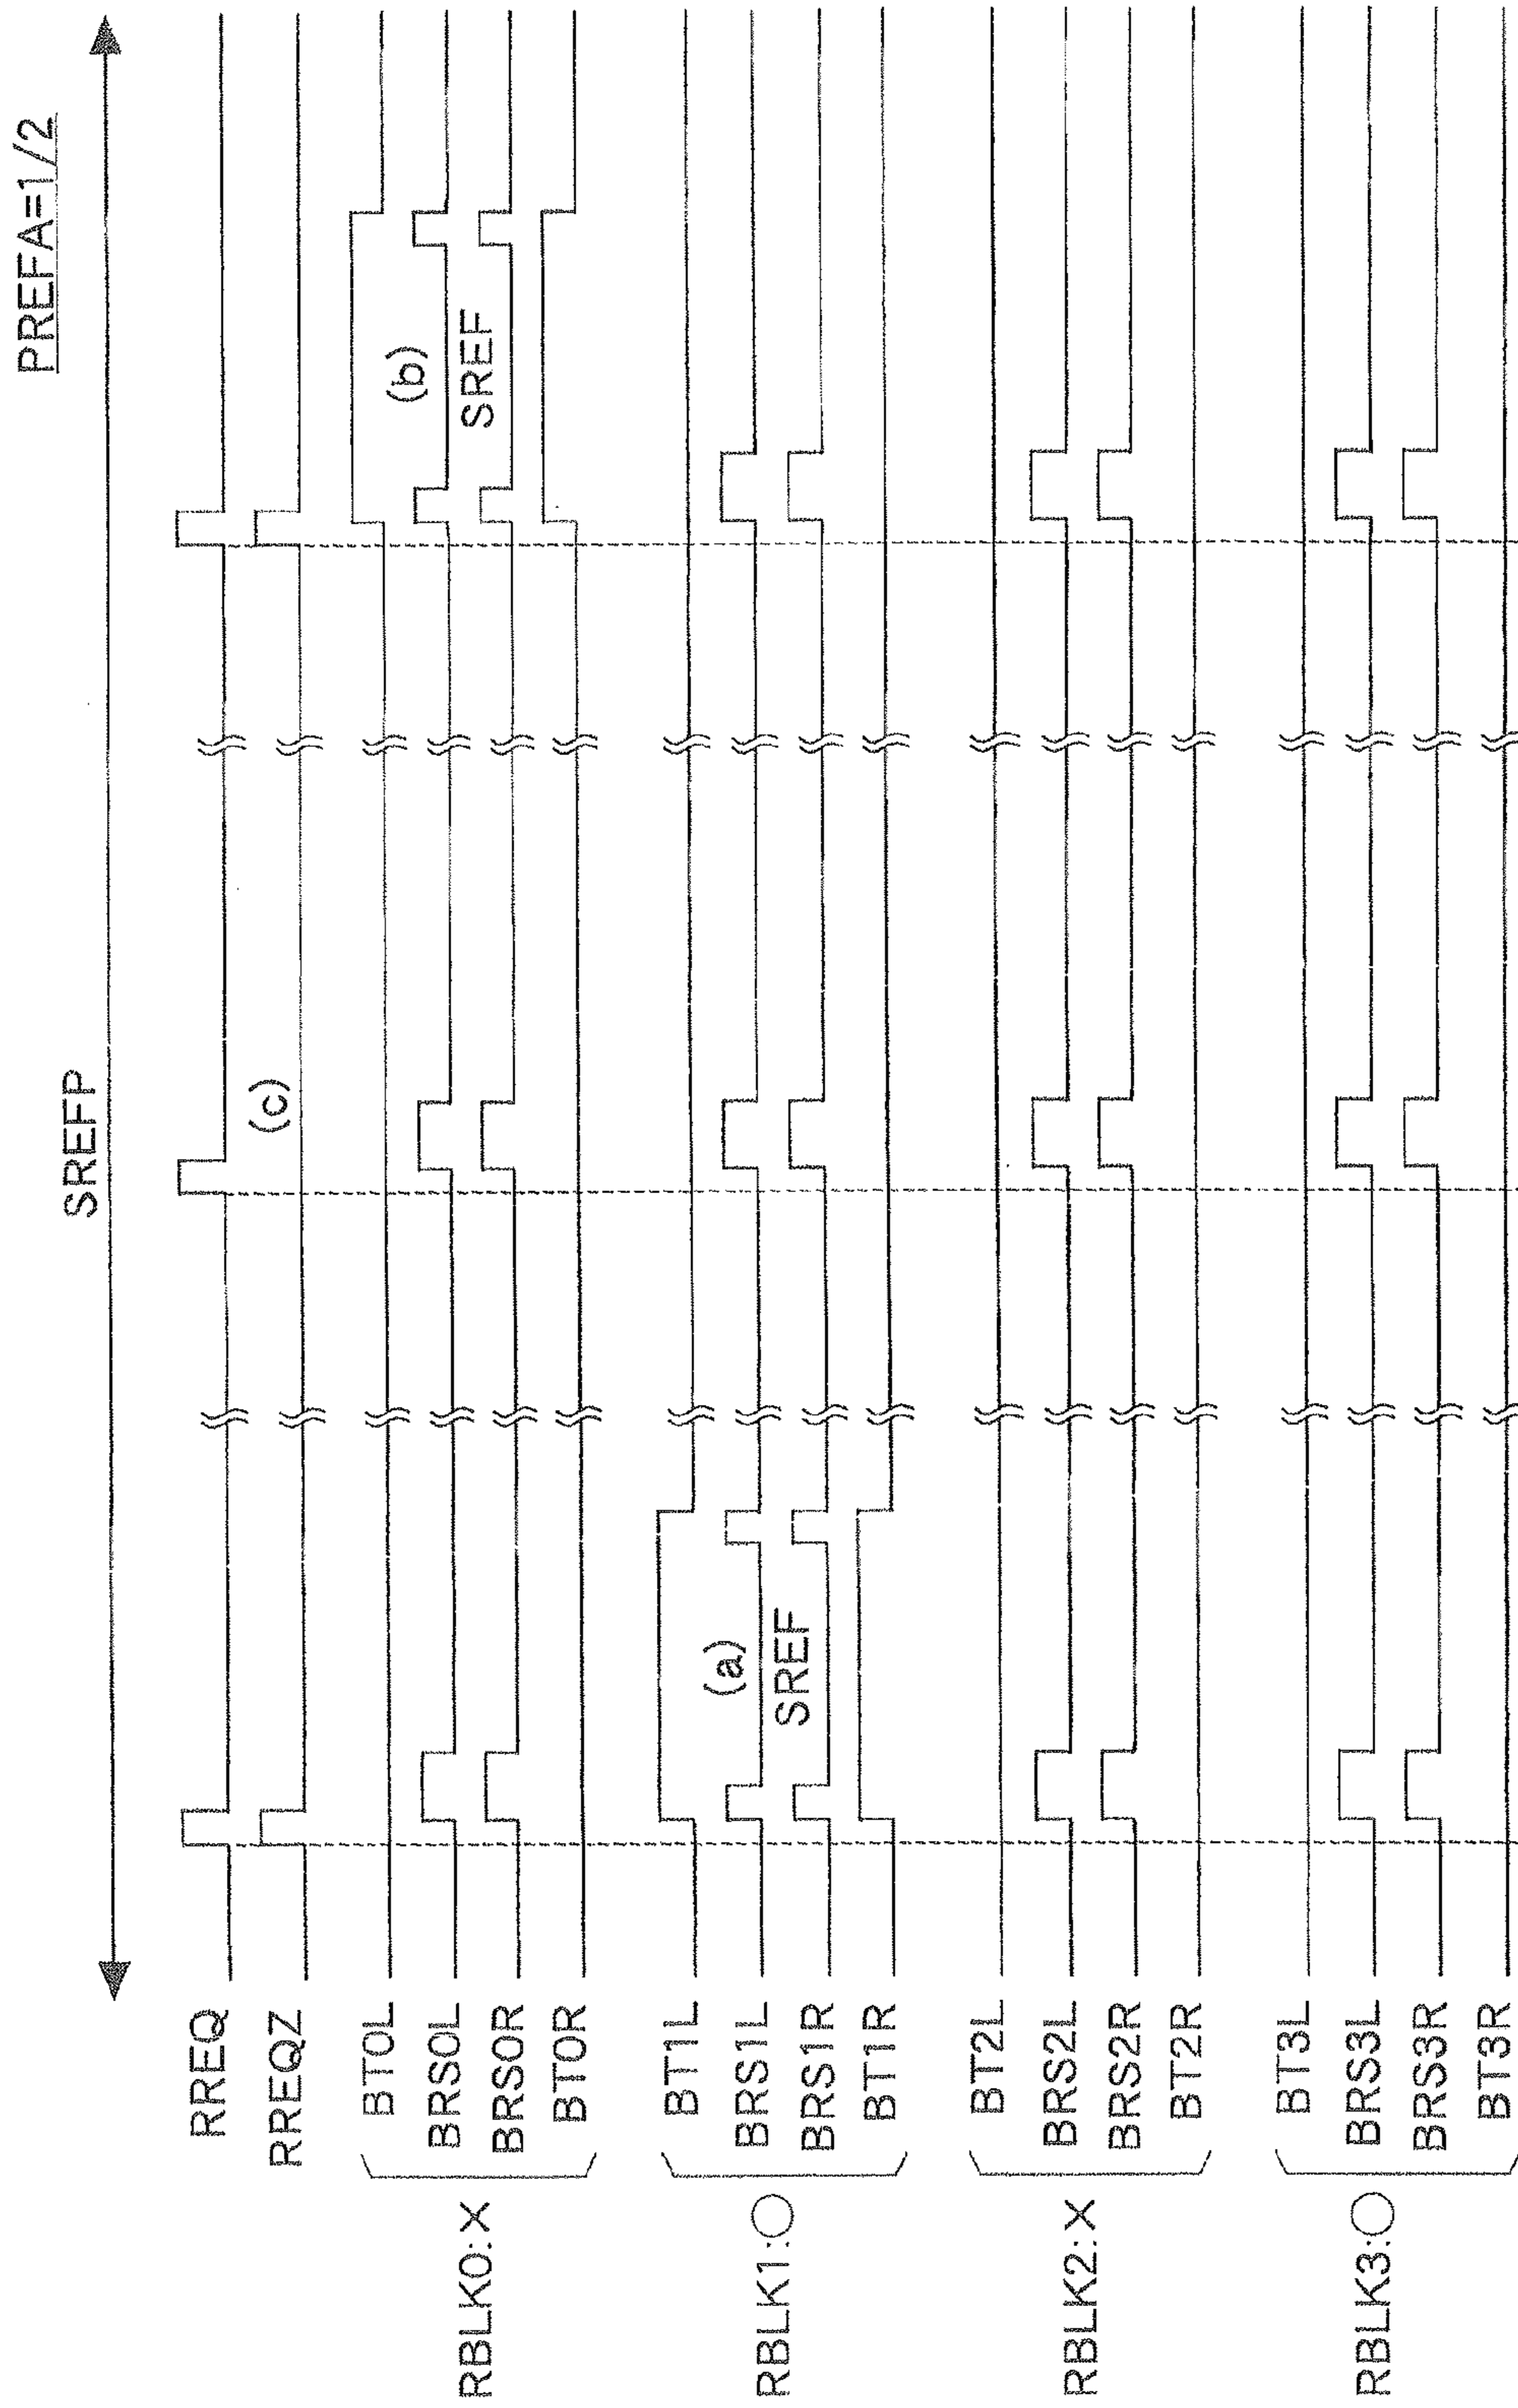 PREFA=1/2
SREFP
RREQ
(c)
RREQZ
RBLK0:×
BT0L
(b)
BRS0L
SREF
BRS0R
BT0R
RBLK1:○
BT1L
(a)
BRS1L
SREF
BRS1R
BT1R
RBLK2:×
BT2L
BRS2L
BRS2R
BT2R
RBLK3:○
BT3L
BRS3L
BRS3R
BT3R